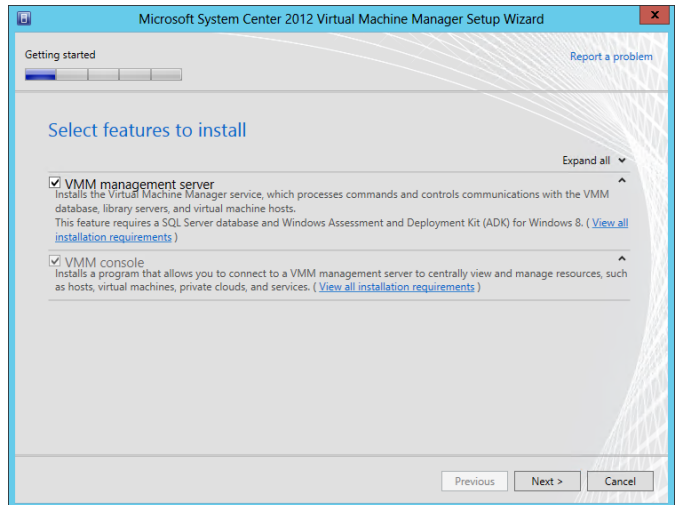 Microsoft System Center 2012 Virtual Machine Manager Setup Wizard
x
Getting started
Report a problem
Select features to install
Expand all
VMM management server
Installs the Virtual Machine Manager service, which processes commands and controls communications with the VMM
database, library servers, and virtual machine hosts.
This feature requires a SQL Server database and Windows Assessment and Deployment Kit (ADK) for Windows 8. ( View all
installation requirements )
VMM console
Installs a program that allows you to connect to a VMM management server to centrally view and manage resources, such
as hosts, virtual machines, private clouds, and services. ( View all installation requirements )
Previous
Next >
Cancel